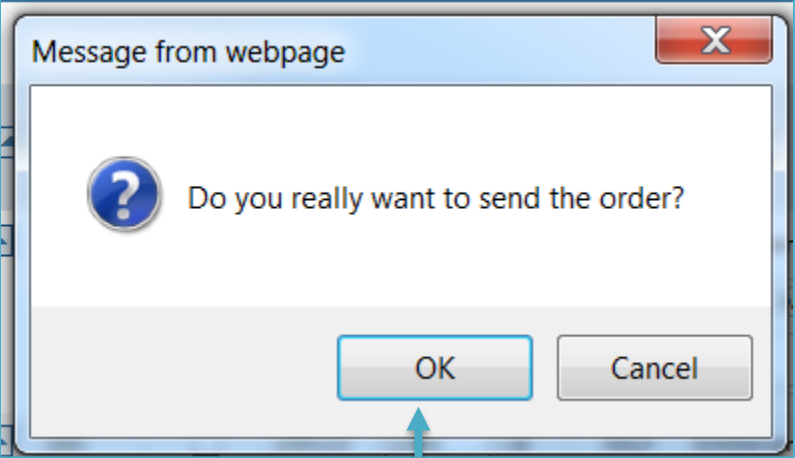 Message from webpage
X
Do you really want to send the order?
OK
Cancel